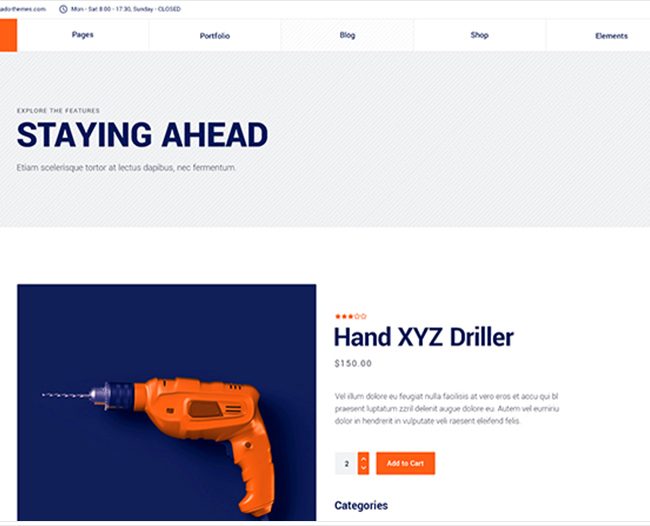 adorthemes.com Mon - Sat 8:00 - 17:30, Sunday - CLOSED
Pages Portfolio Blog Shop Elements
EXPLORE THE FEATURES
STAYING AHEAD
Etiam scelerisque tortor at lectus dapibus, nec fermentum.
Hand XYZ Driller
$150.00
Vel illum dolore eu feugiat nulla facilisis at vero eros et accu qui bl
praesent luptatum zzril delenit augue dolore eu. Autem vel eumriu
dolor in hendrerit in vulputate veli raesent eleifend felis.
2 Add to Cart
Categories